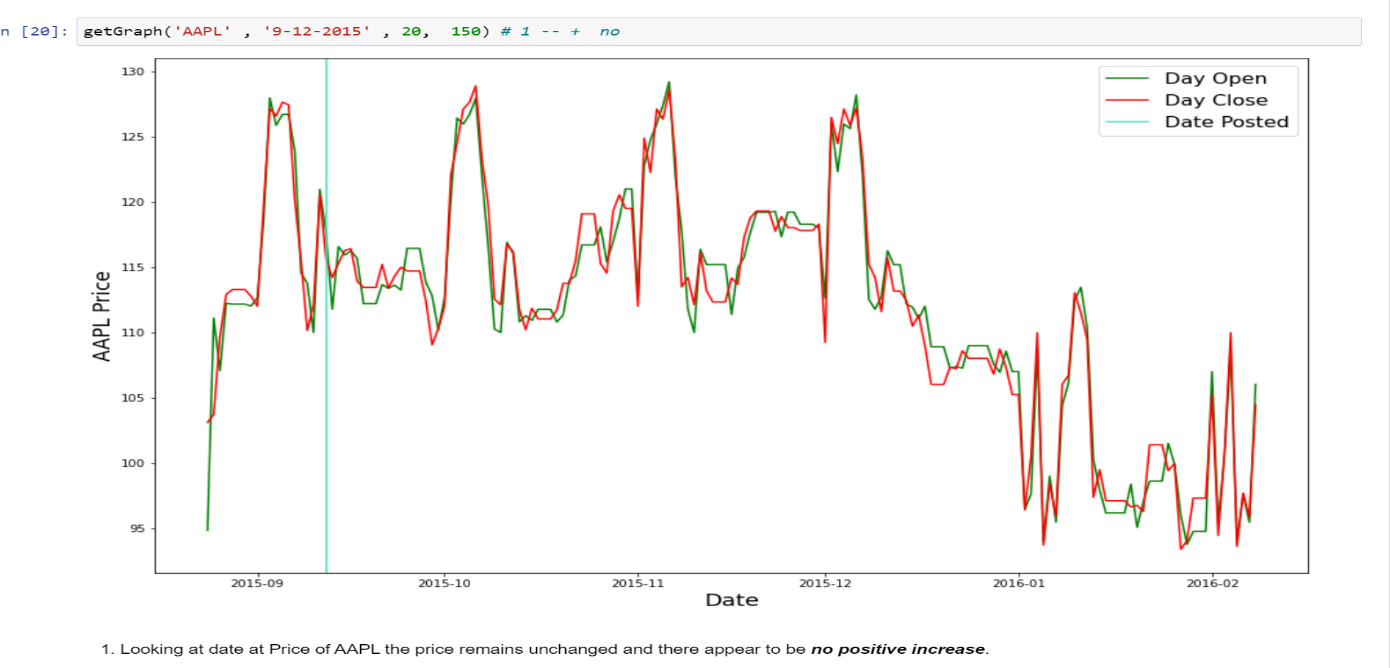 n [20]: getGraph('AAPL' , '9-12-2015' , 20, 150) # 1 -- + no
130
125
120
115
110
105
100
95
AAPL Price
Day Open
Day Close
Date Posted
2015-09 2015-10 2015-11 2015-12 2016-01 2016-02
Date
1. Looking at date at Price of AAPL the price remains unchanged and there appear to be no positive increase.